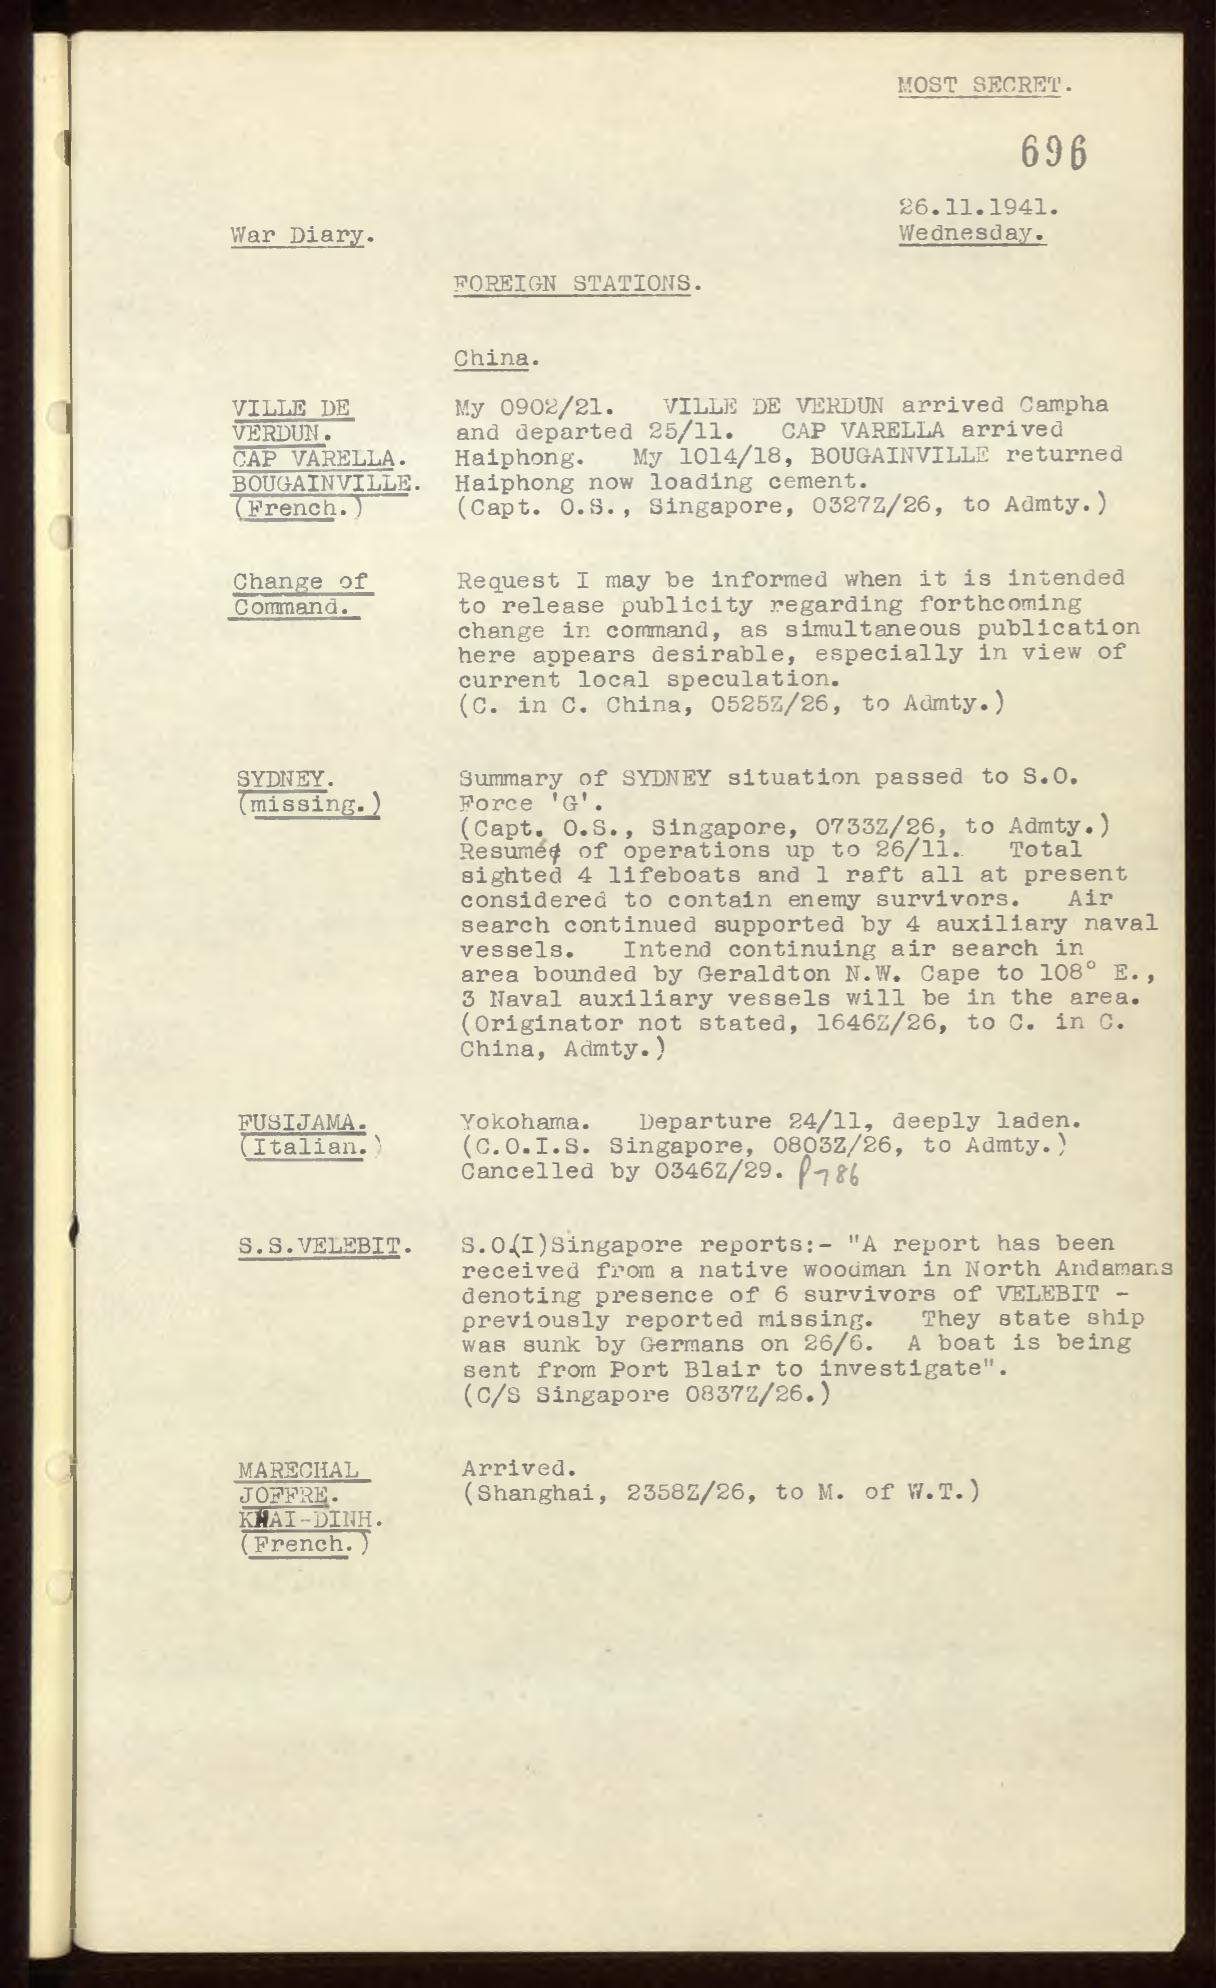 MOST SECRET.
696
26.11.1941.
War Diary.
Wednesday.
FOREIGN STATIONS.
China.
VILLE DE
VERDUN.
CAP VARELLA.
BOUGAINVILLE.
(French.)
My 0902/21. VILLE DE VERDUN arrived Campha
and departed 25/11. CAP VARELLA arrived
Haiphong. My 1014/18, BOUGAINVILLE returned
Haiphong now loading cement.
(Capt. O.S., Singapore, 0327Z/26, to Admty.)
Change of
Command.
Request I may be informed when it is intended
to release publicity regarding forthcoming
change in command, as simultaneous publication
here appears desirable, especially in view of
current local speculation.
(C. in C. China, 0525Z/26, to Admty.)
SYDNEY.
(missing.)
Summary of SYDNEY situation passed to S.O.
Force 'G'.
(Capt. O.S., Singapore, 0733Z/26, to Admty.)
Resumé of operations up to 26/11. Total
sighted 4 lifeboats and 1 raft all at present
considered to contain enemy survivors. Air
search continued supported by 4 auxiliary naval
vessels. Intend continuing air search in
area bounded by Geraldton N.W. Cape to 108° E.,
3 Naval auxiliary vessels will be in the area.
(Originator not stated, 1646Z/26, to C. in C.
China, Admty.)
FUSIJAMA.
(Italian.)
Yokohama. Departure 24/11, deeply laden.
(C.O.I.S. Singapore, 0803Z/26, to Admty.)
Cancelled by 0346Z/29. P786
S.S.VELEBIT.
S.O.(I)Singapore reports:- "A report has been
received from a native woodman in North Andamans
denoting presence of 6 survivors of VELEBIT -
previously reported missing. They state ship
was sunk by Germans on 26/6. A boat is being
sent from Port Blair to investigate".
(C/S Singapore 0837Z/26.)
MARECHAL
JOFFRE.
KHAI-DINH.
(French.)
Arrived.
(Shanghai, 2358Z/26, to M. of W.T.)